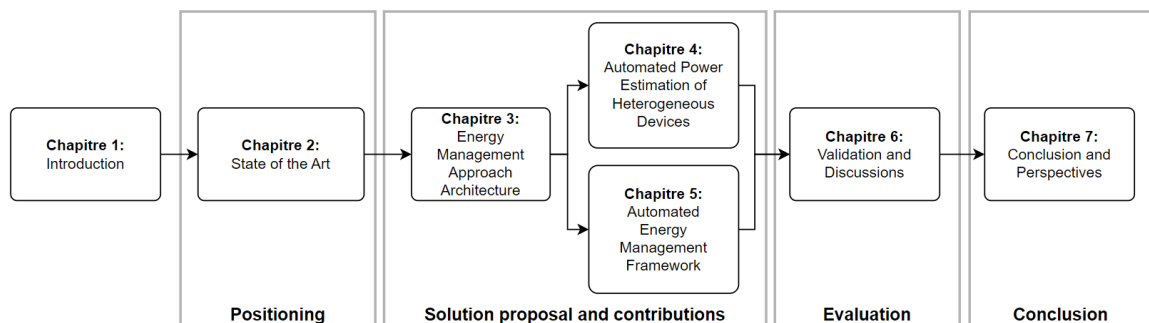 Chapitre 1:
Introduction
Chapitre 2:
State of the Art
Chapitre 3:
Energy
Management
Approach
Architecture
Chapitre 4:
Automated Power
Estimation of
Heterogeneous
Devices
Chapitre 5:
Automated
Energy
Management
Framework
Chapitre 6:
Validation and
Discussions
Chapitre 7:
Conclusion and
Perspectives
Positioning
Solution proposal and contributions
Evaluation
Conclusion